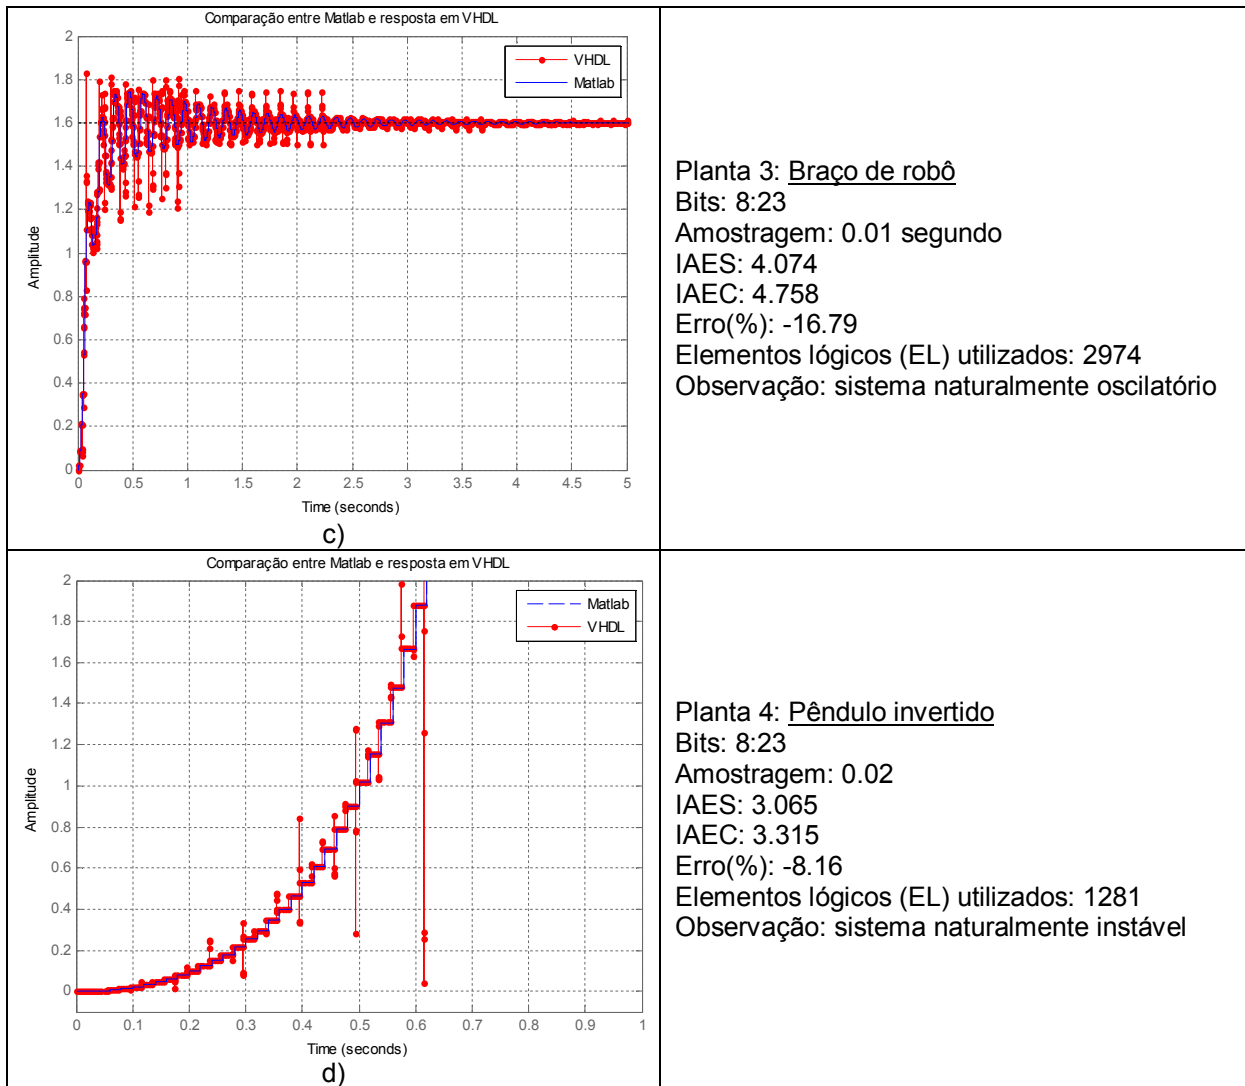 Comparação entre Matlab e resposta em VHDL
2
1.8
1.6
1.4
1.2
1
0.8
0.6
0.4
0.2
0
Amplitude
VHDL
Matlab
0 0.5 1 1.5 2 2.5 3 3.5 4 4.5 5
Time (seconds)
c)
Planta 3: Braço de robô
Bits: 8:23
Amostragem: 0.01 segundo
IAES: 4.074
IAEC: 4.758
Erro(%): -16.79
Elementos lógicos (EL) utilizados: 2974
Observação: sistema naturalmente oscilatório
Comparação entre Matlab e resposta em VHDL
2
1.8
1.6
1.4
1.2
1
0.8
0.6
0.4
0.2
0
Amplitude
Matlab
VHDL
0 0.1 0.2 0.3 0.4 0.5 0.6 0.7 0.8 0.9 1
Time (seconds)
d)
Planta 4: Pêndulo invertido
Bits: 8:23
Amostragem: 0.02
IAES: 3.065
IAEC: 3.315
Erro(%): -8.16
Elementos lógicos (EL) utilizados: 1281
Observação: sistema naturalmente instável